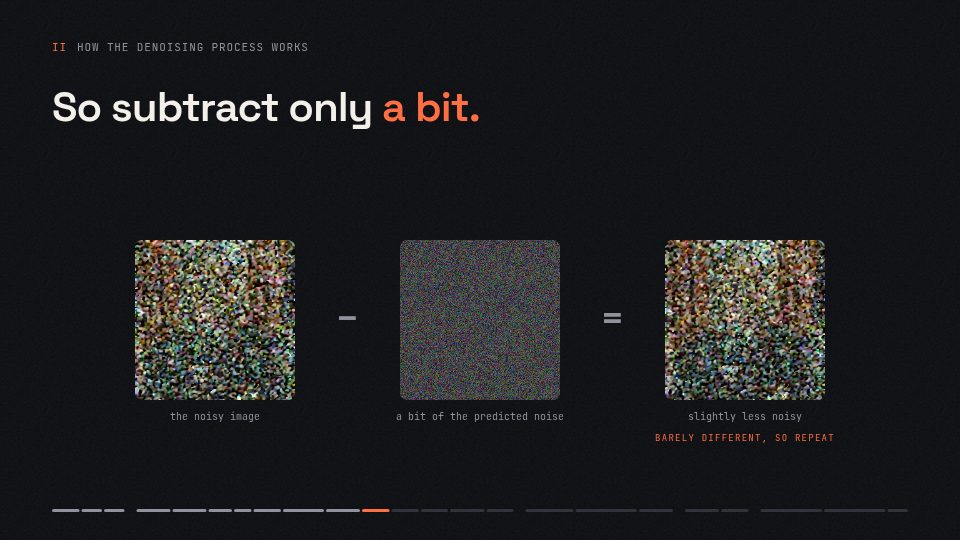 II HOW THE DENOISING PROCESS WORKS
So subtract only a bit.
− =
the noisy image
a bit of the predicted noise
slightly less noisy
BARELY DIFFERENT, SO REPEAT